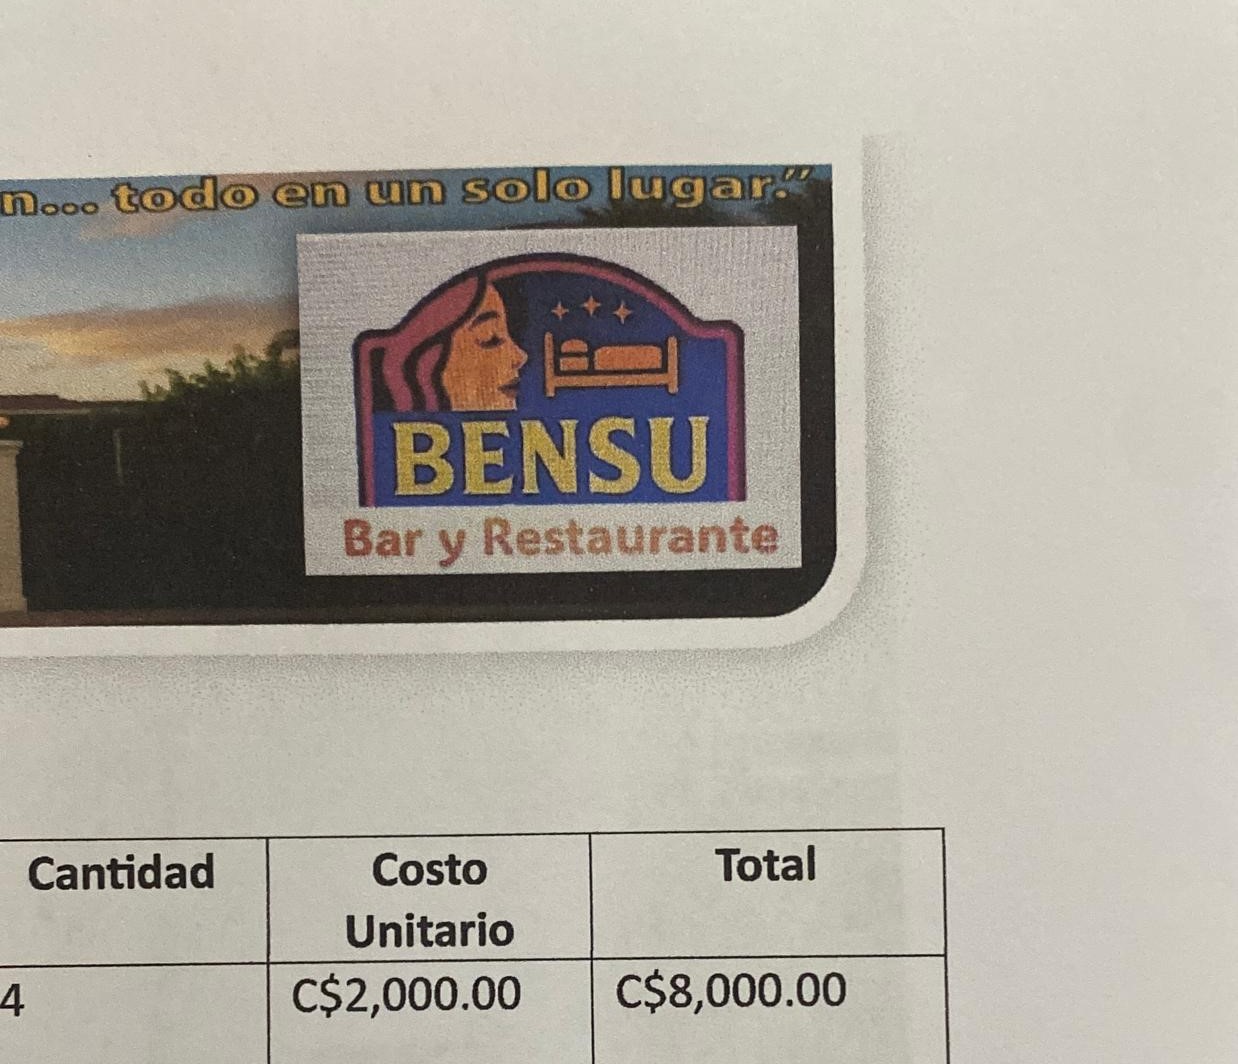 n... todo en un solo lugar."
BENSU
Bar y Restaurante
Cantidad
Costo
Unitario
Total
4
C$2,000.00
C$8,000.00